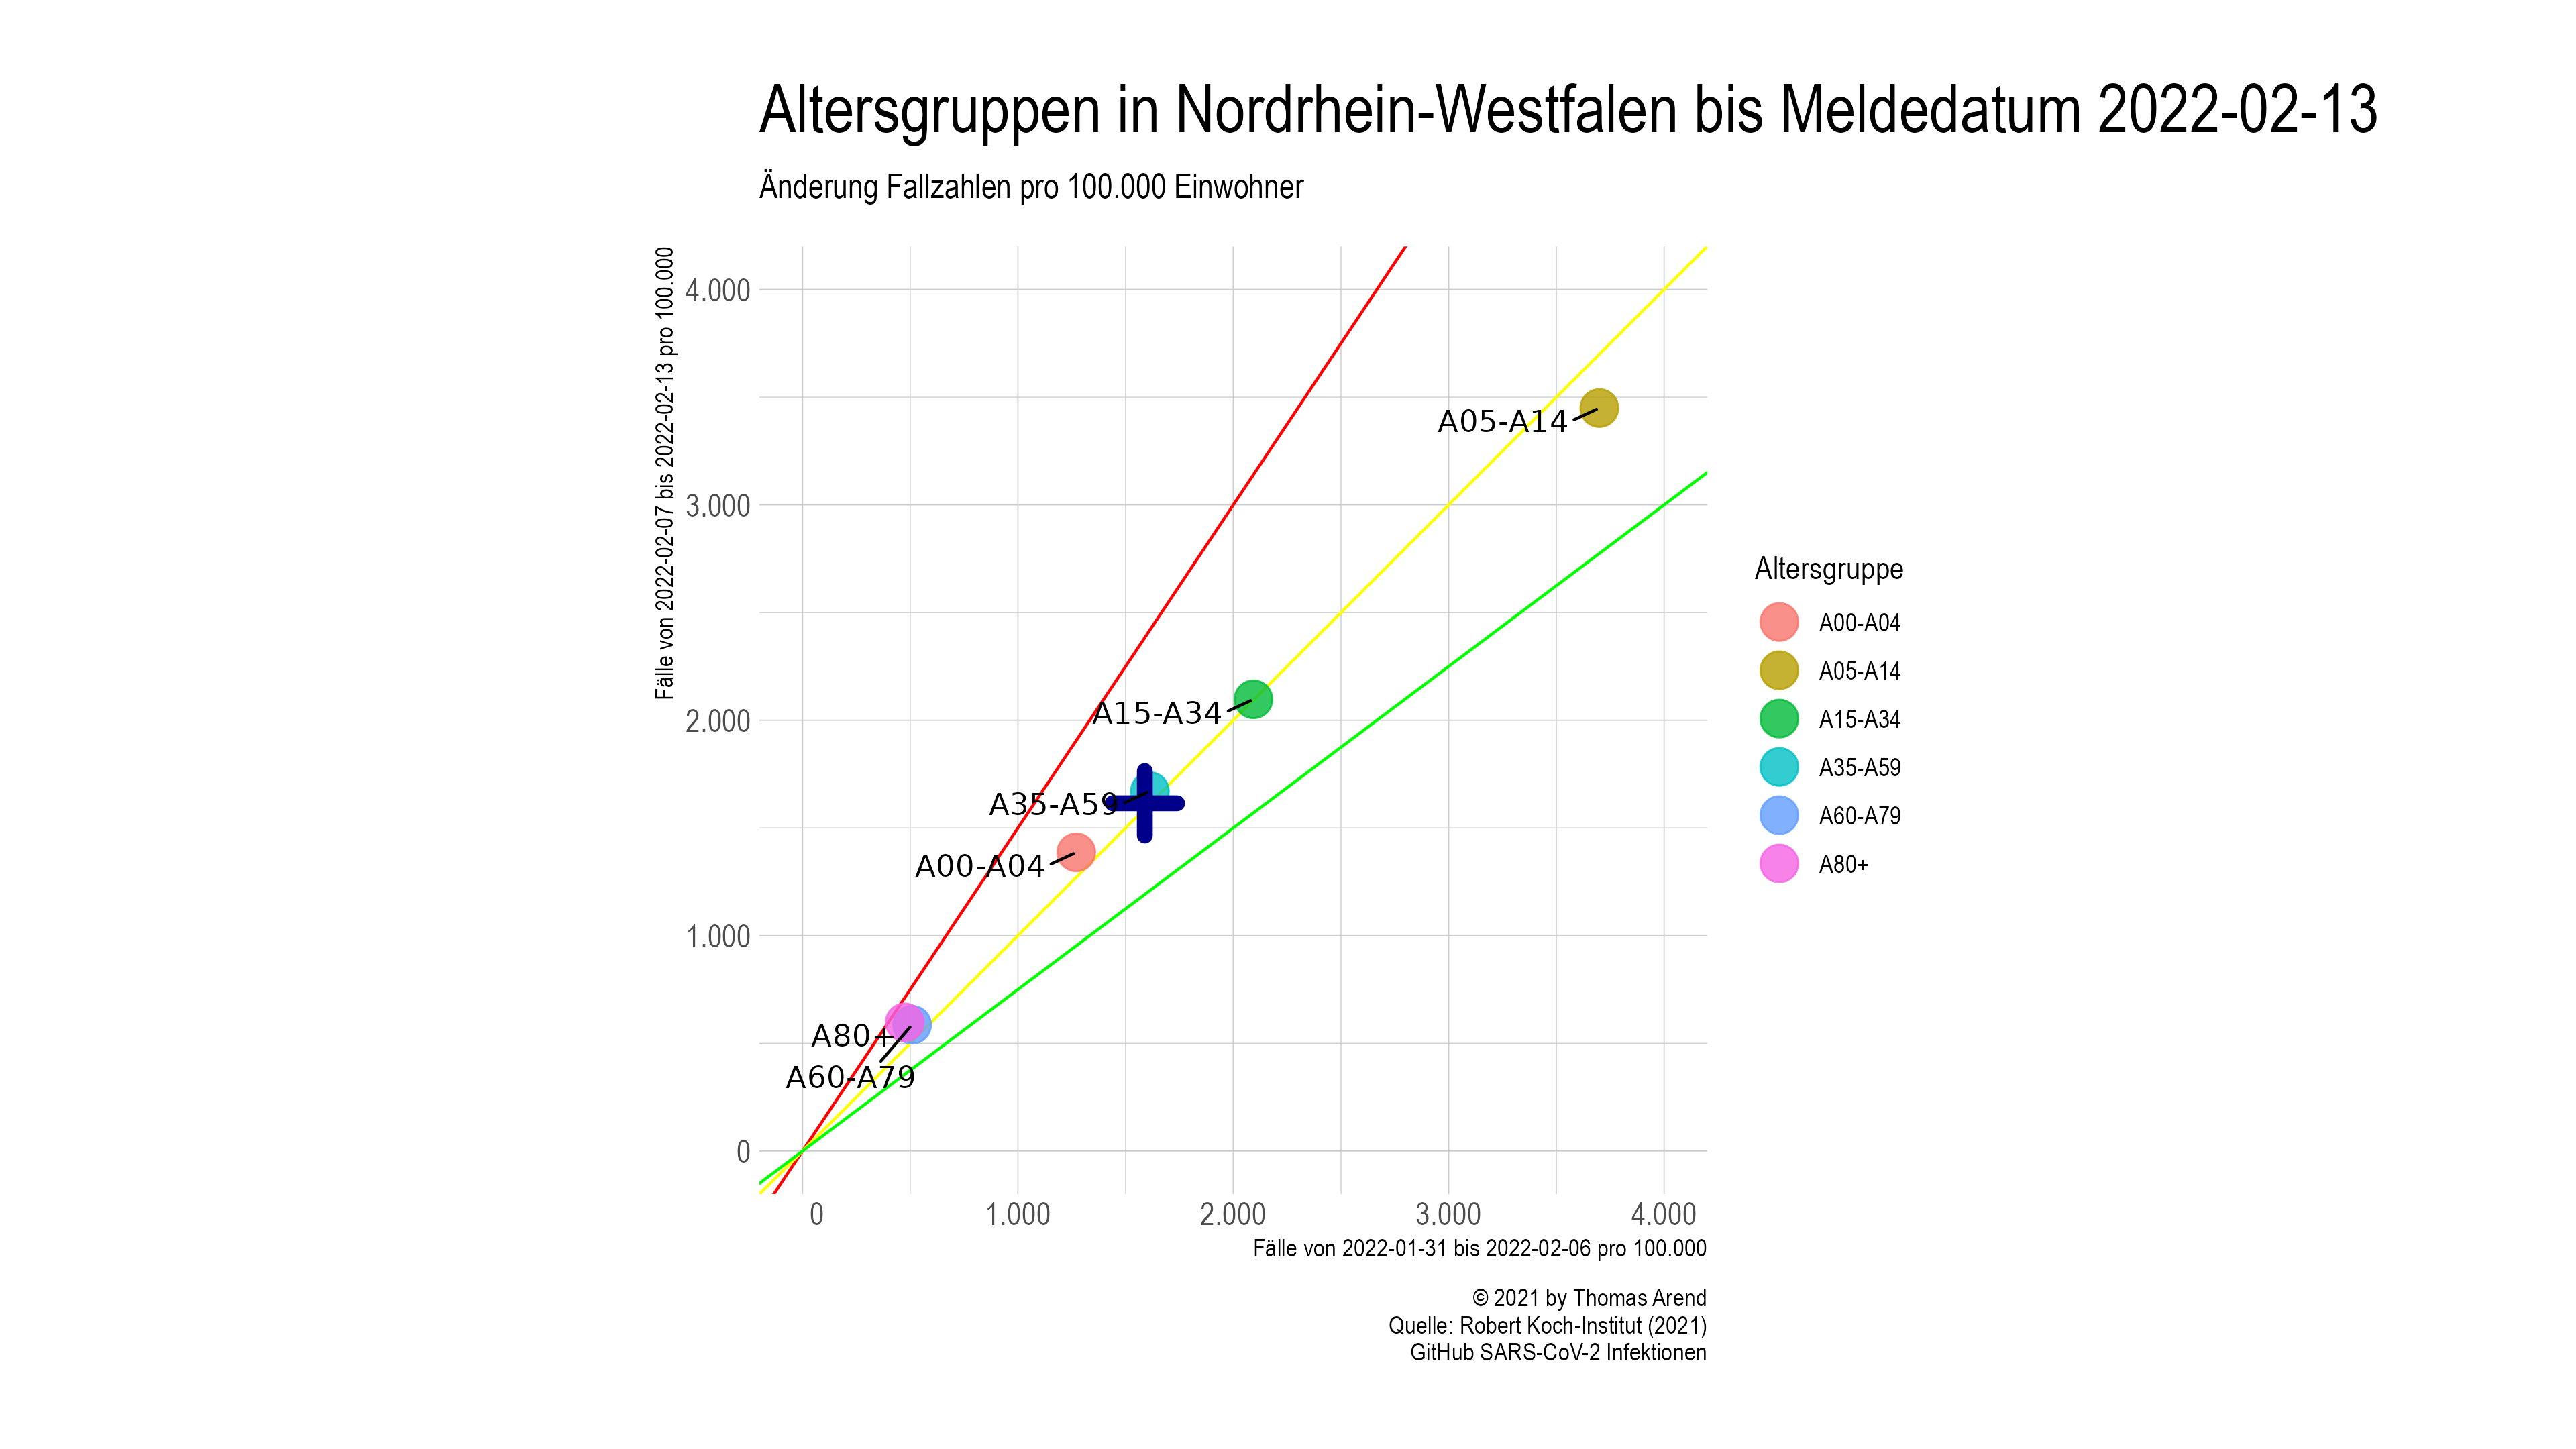 Altersgruppen in Nordrhein-Westfalen bis Meldedatum 2022-02-13
Änderung Fallzahlen pro 100.000 Einwohner
Fälle von 2022-02-07 bis 2022-02-13 pro 100.000
4.000
3.000
2.000
1.000
0
A05-A14
A15-A34
A35-A59
A00-A04
A80+
A60-A79
0
1.000
2.000
3.000
4.000
Fälle von 2022-01-31 bis 2022-02-06 pro 100.000
Altersgruppe
A00-A04
A05-A14
A15-A34
A35-A59
A60-A79
A80+
© 2021 by Thomas Arend
Quelle: Robert Koch-Institut (2021)
GitHub SARS-CoV-2 Infektionen